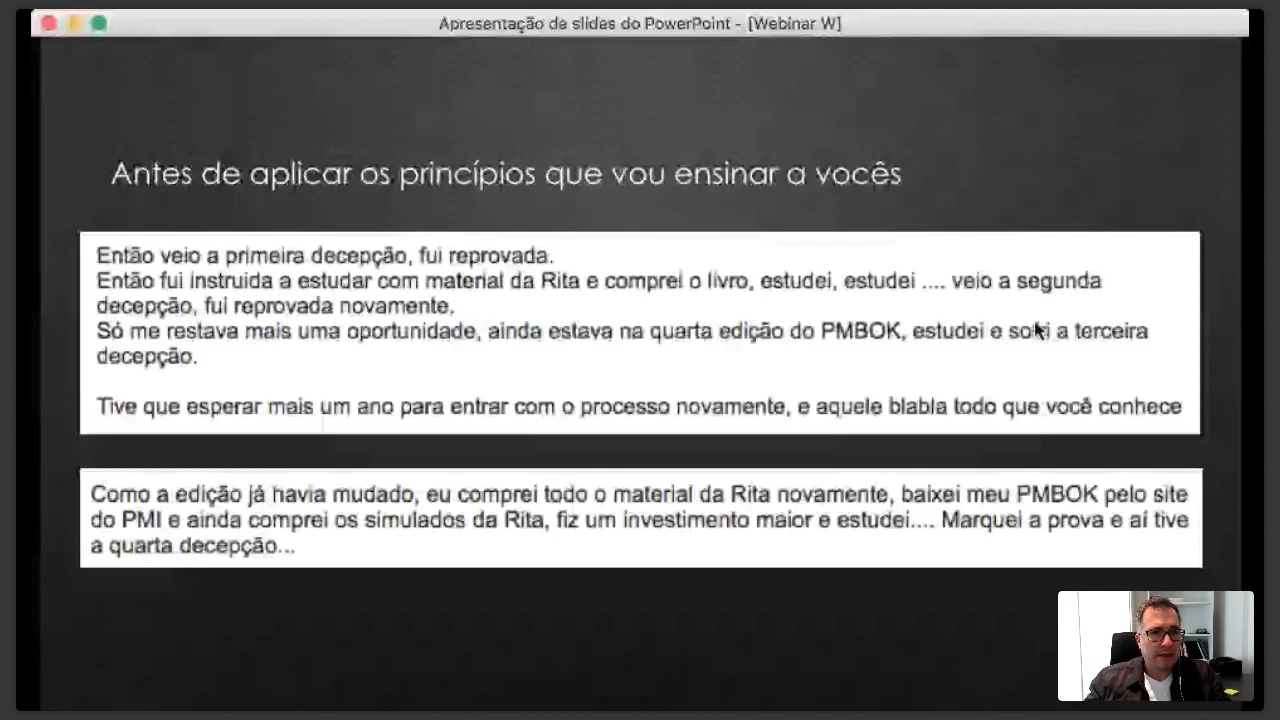 Apresentação de slides do PowerPoint - [Webinar W]
Antes de aplicar os princípios que vou ensinar a vocês
Então veio a primeira decepção, fui reprovada.
Então fui instruida a estudar com material da Rita e comprei o livro, estudei, estudei .... veio a segunda
decepção, fui reprovada novamente.
Só me restava mais uma oportunidade, ainda estava na quarta edição do PMBOK, estudei e a terceira
decepção.
Tive que esperar mais um ano para entrar com o processo novamente, e aquele blabla todo que você conhece
Como a edição já havia mudado, eu comprei todo o material da Rita novamente, baixei meu PMBOK pelo site
do PMI e ainda comprei os simulados da Rita, fiz um investimento maior e estudei.... Marquei a prova e aí tive
a quarta decepção...